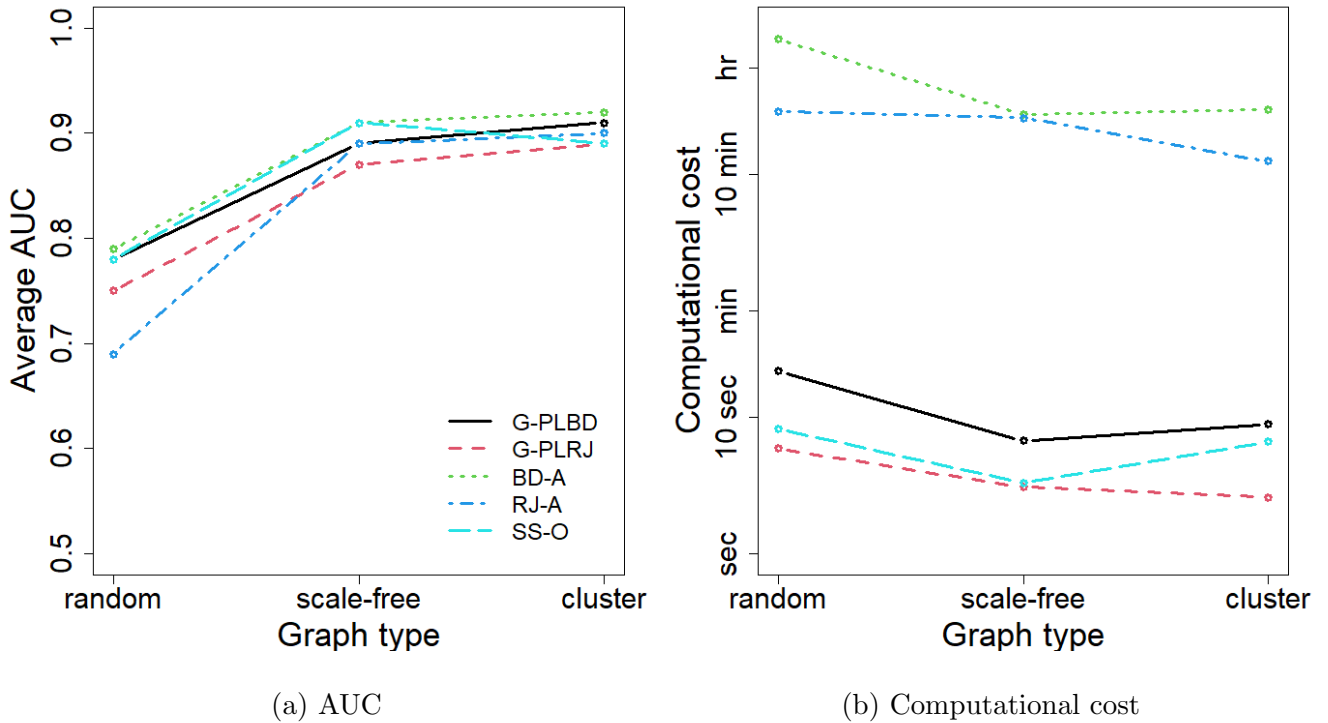 Average AUC
1.0
0.9
0.8
0.7
0.6
0.5
G-PLBD
G-PLRJ
BD-A
RJ-A
SS-O
random scale-free cluster
Graph type
(a) AUC
Computational cost
hr
10 min
min
10 sec
sec
random scale-free cluster
Graph type
(b) Computational cost